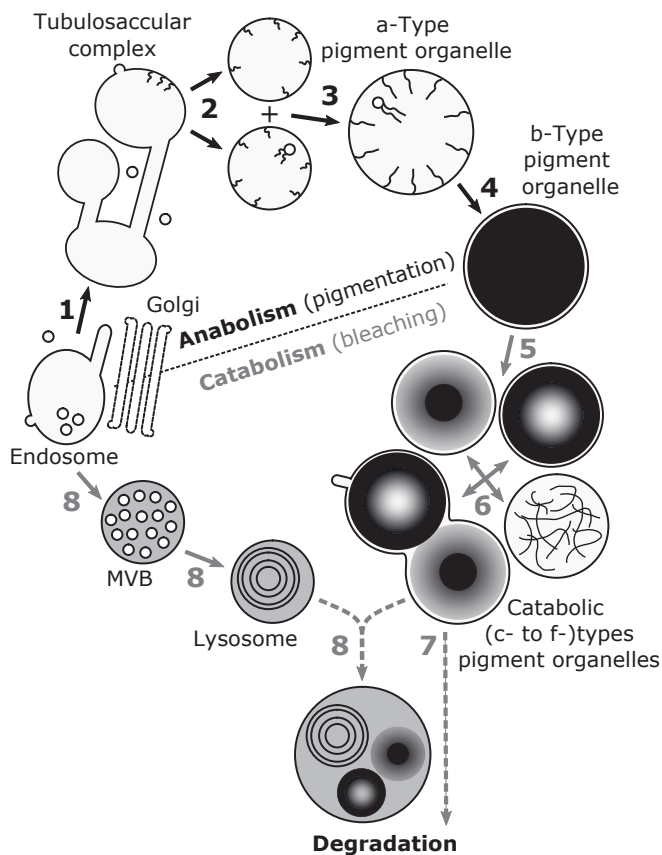 Tubulosaccular
complex
a-Type
pigment organelle
2
+
3
b-Type
pigment
organelle
4
1
Golgi
Anabolism (pigmentation)
Catabolism (bleaching)
5
Endosome
6
8
MVB
8
Lysosome
Catabolic
(c- to f-)types
pigment organelles
8
7
Degradation